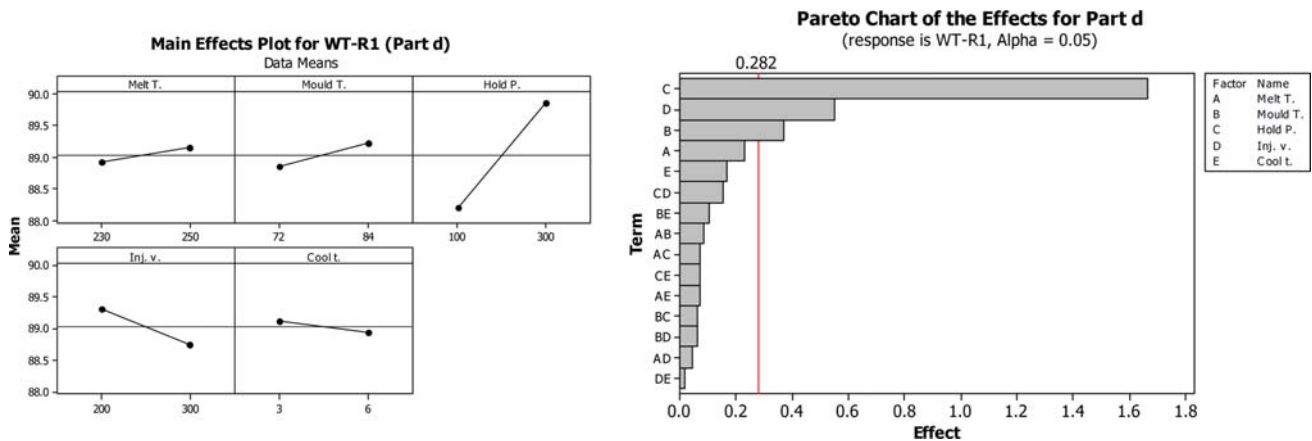 Main Effects Plot for WT-R1 (Part d)
Data Means
Melt T. Mould T. Hold P.
90.0
89.5
89.0
88.5
88.0
230 250 72 84 100 300
Inj. v. Cool t.
90.0
89.5
89.0
88.5
88.0
200 300 3 6
Mean
Pareto Chart of the Effects for Part d
(response is WT-R1, Alpha = 0.05)
0.282
C
D
B
A
E
CD
BE
AB
AC
CE
AE
BC
BD
AD
DE
Term
0.0 0.2 0.4 0.6 0.8 1.0 1.2 1.4 1.6 1.8
Effect
Factor Name
A Melt T.
B Mould T.
C Hold P.
D Inj. v.
E Cool t.